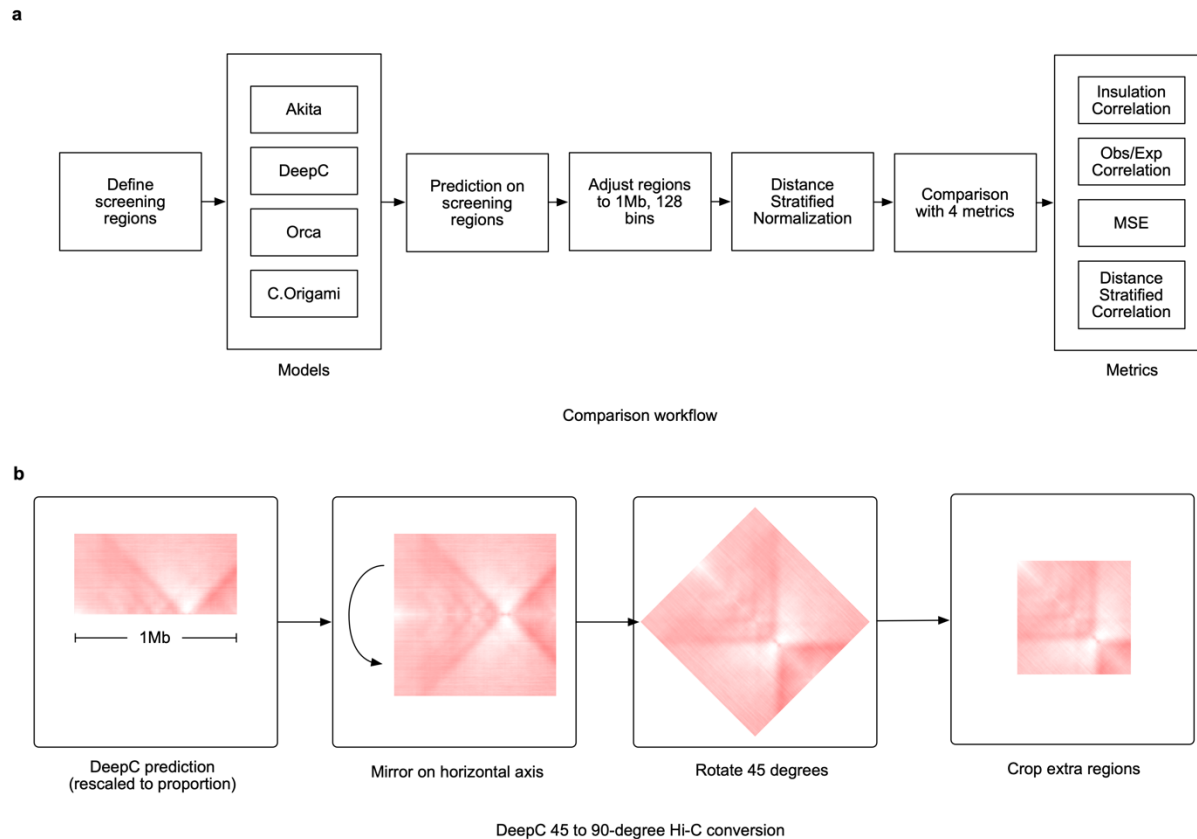 a
Define
screening
regions
Akita
DeepC
Orca
C.Origami
Models
Prediction on
screening
regions
Adjust regions
to 1Mb, 128
bins
Distance
Stratified
Normalization
Comparison
with 4 metrics
Insulation
Correlation
Obs/Exp
Correlation
MSE
Distance
Stratified
Correlation
Metrics
Comparison workflow
b
1Mb
DeepC prediction
(rescaled to proportion)
Mirror on horizontal axis
Rotate 45 degrees
Crop extra regions
DeepC 45 to 90-degree Hi-C conversion